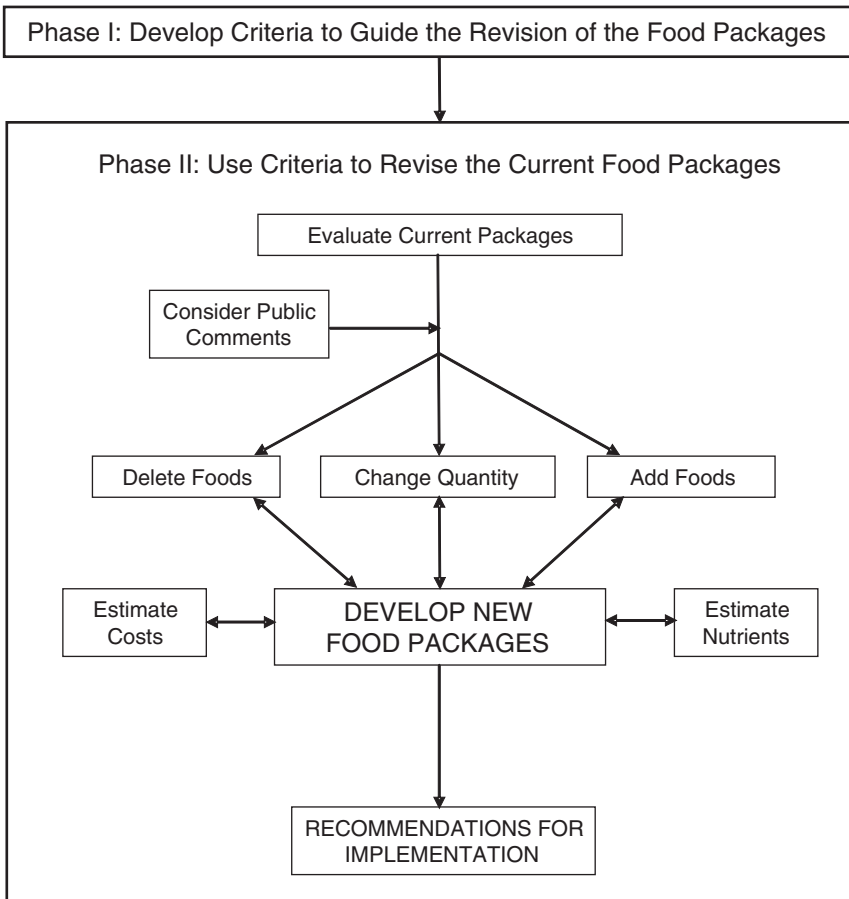 Phase I: Develop Criteria to Guide the Revision of the Food Packages
Phase II: Use Criteria to Revise the Current Food Packages
Evaluate Current Packages
Consider Public
Comments
Delete Foods
Change Quantity
Add Foods
Estimate
Costs
DEVELOP NEW
FOOD PACKAGES
Estimate
Nutrients
RECOMMENDATIONS FOR
IMPLEMENTATION